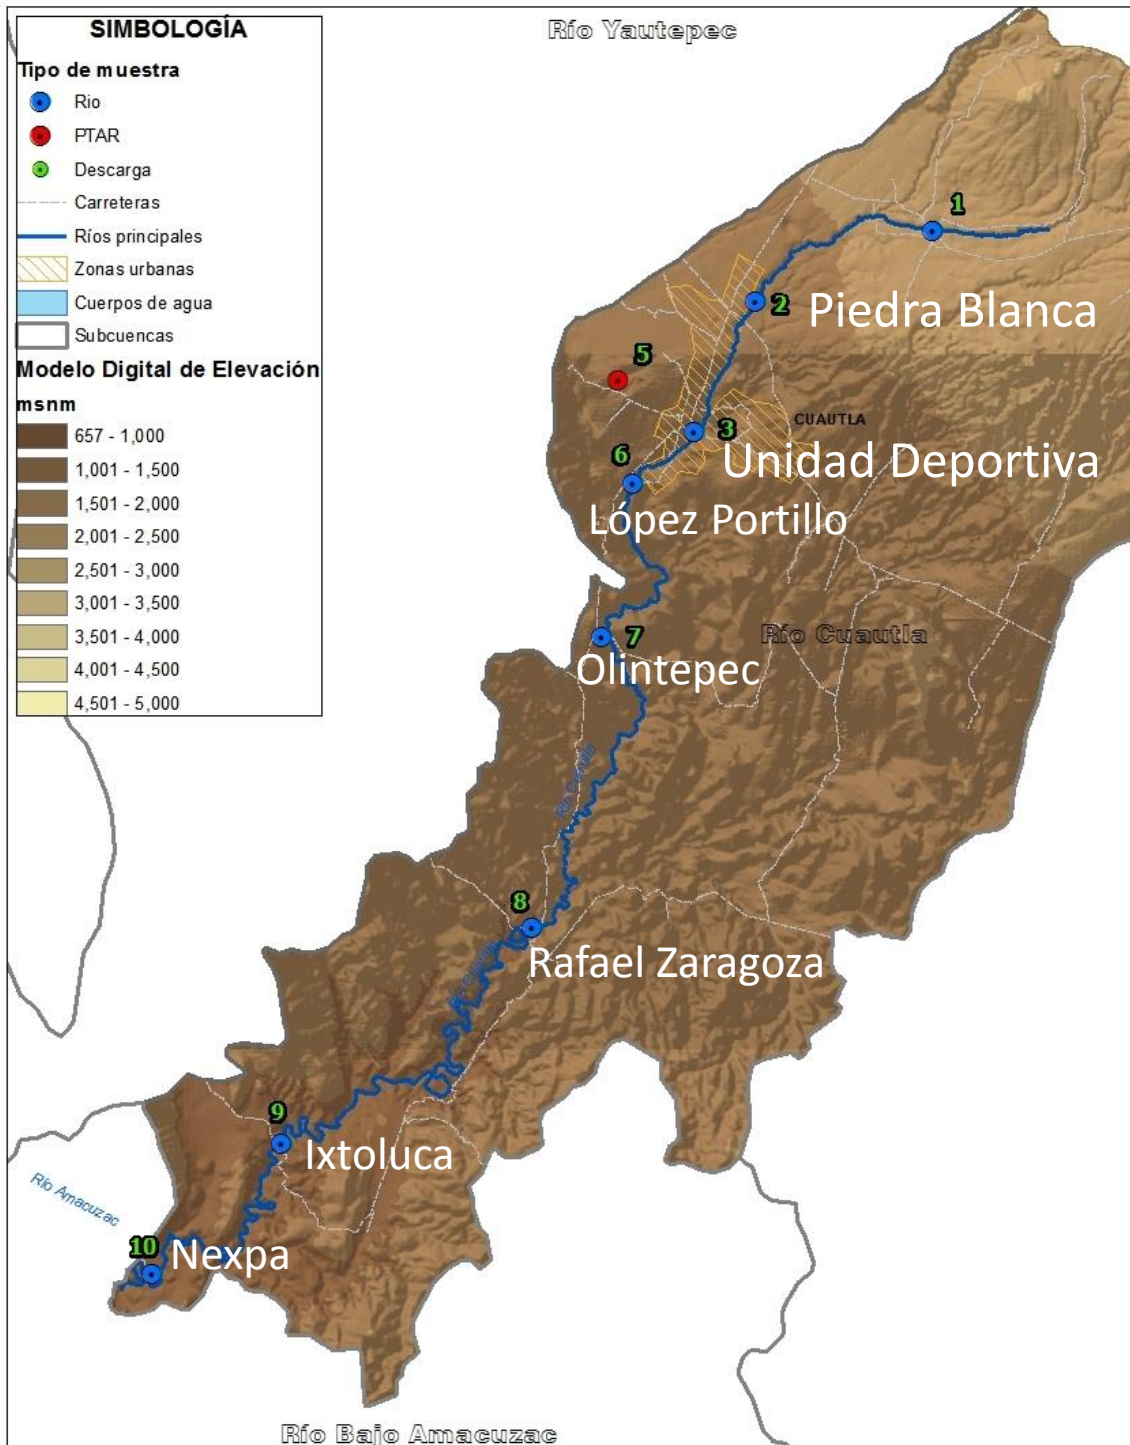 SIMBOLOGÍA
Tipo de muestra
Rio
PTAR
Descarga
Carreteras
Ríos principales
Zonas urbanas
Cuerpos de agua
Subcuencas
Modelo Digital de Elevación
msnm
657 - 1,000
1,001 - 1,500
1,501 - 2,000
2,001 - 2,500
2,501 - 3,000
3,001 - 3,500
3,501 - 4,000
4,001 - 4,500
4,501 - 5,000
Río Yautepec
1
2
Piedra Blanca
5
CUAUTLA
3
Unidad Deportiva
6
López Portillo
Río Cuautla
7
Olintepec
Río Cuautla
8
Rafael Zaragoza
Río Cuautla
9
Ixtoluca
Río Amacuzac
10
Nexpa
Río Bajo Amacuzac